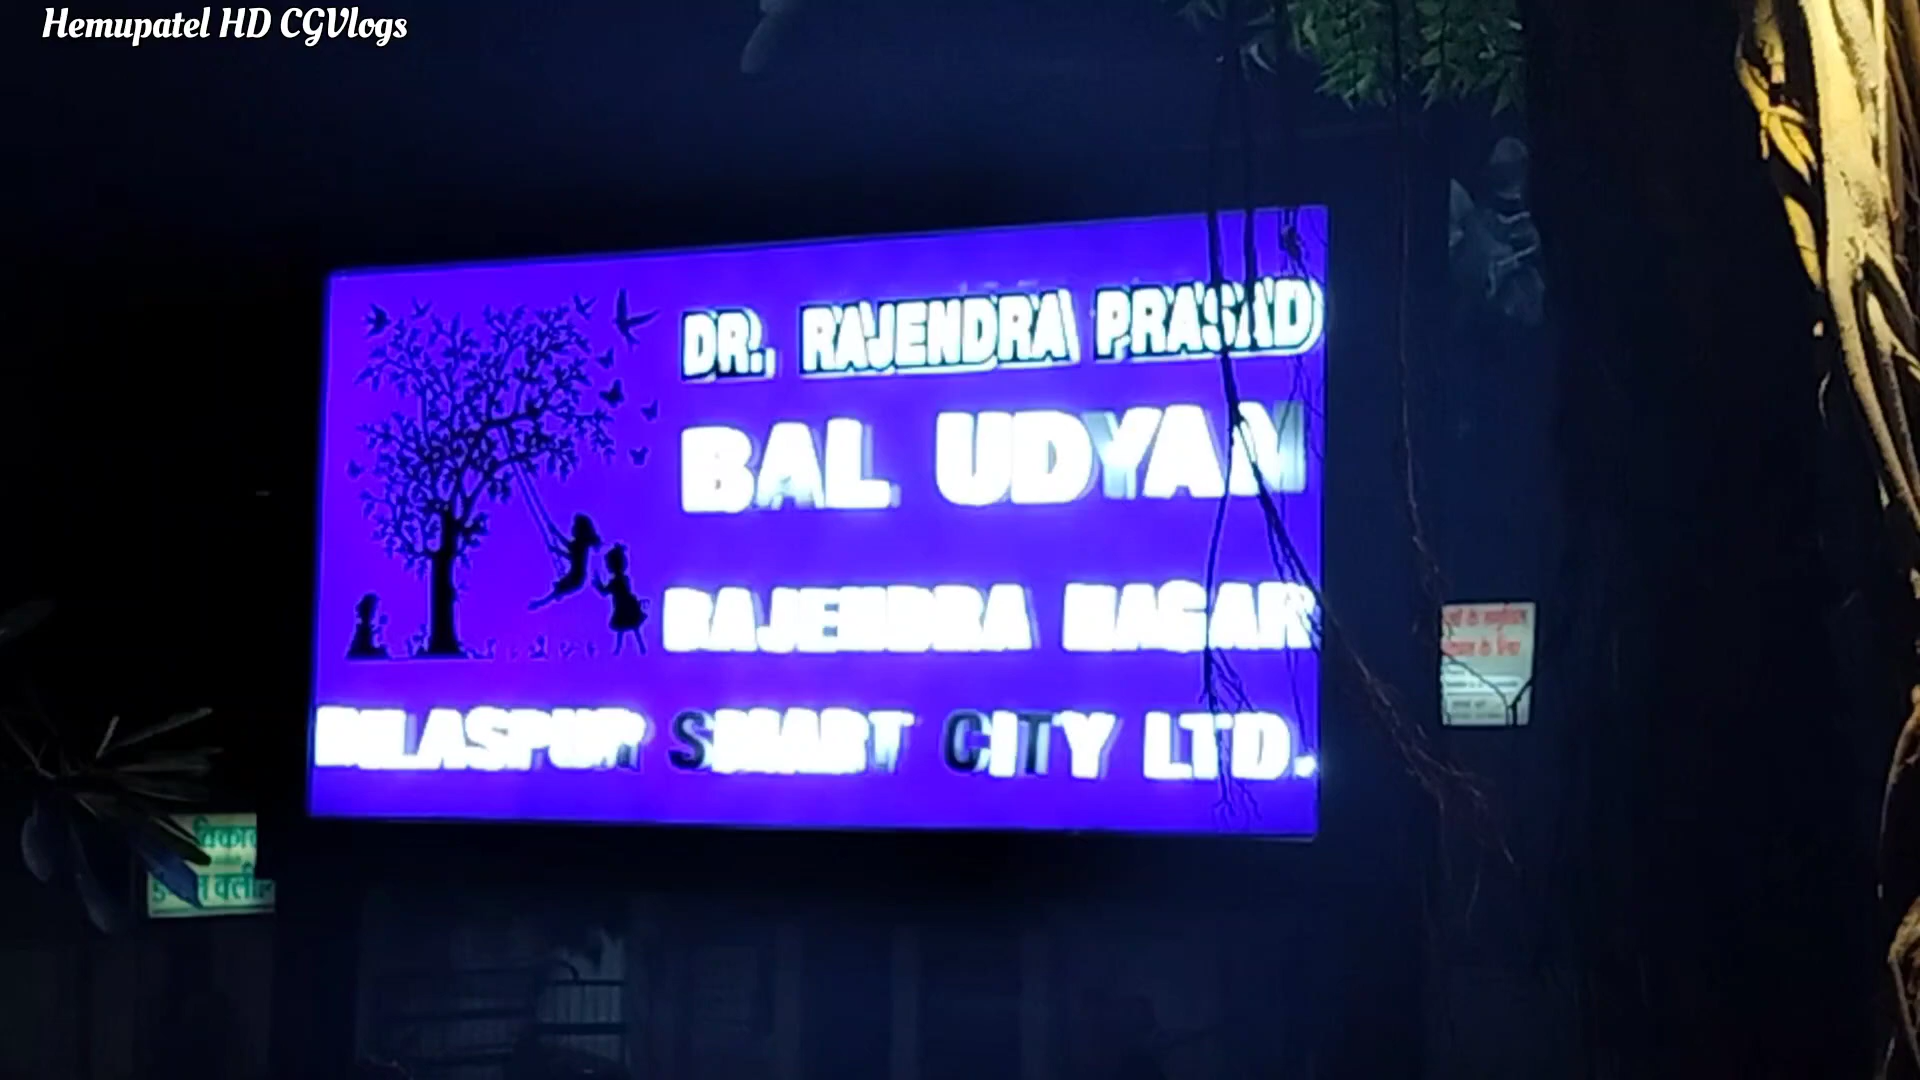 Hemupatel HD CGVlogs
DR. RAJENDRA PRASAD
BAL UDYAN
RAJENDRA NAGAR
BILASPUR SMART CITY LTD.
के लिए